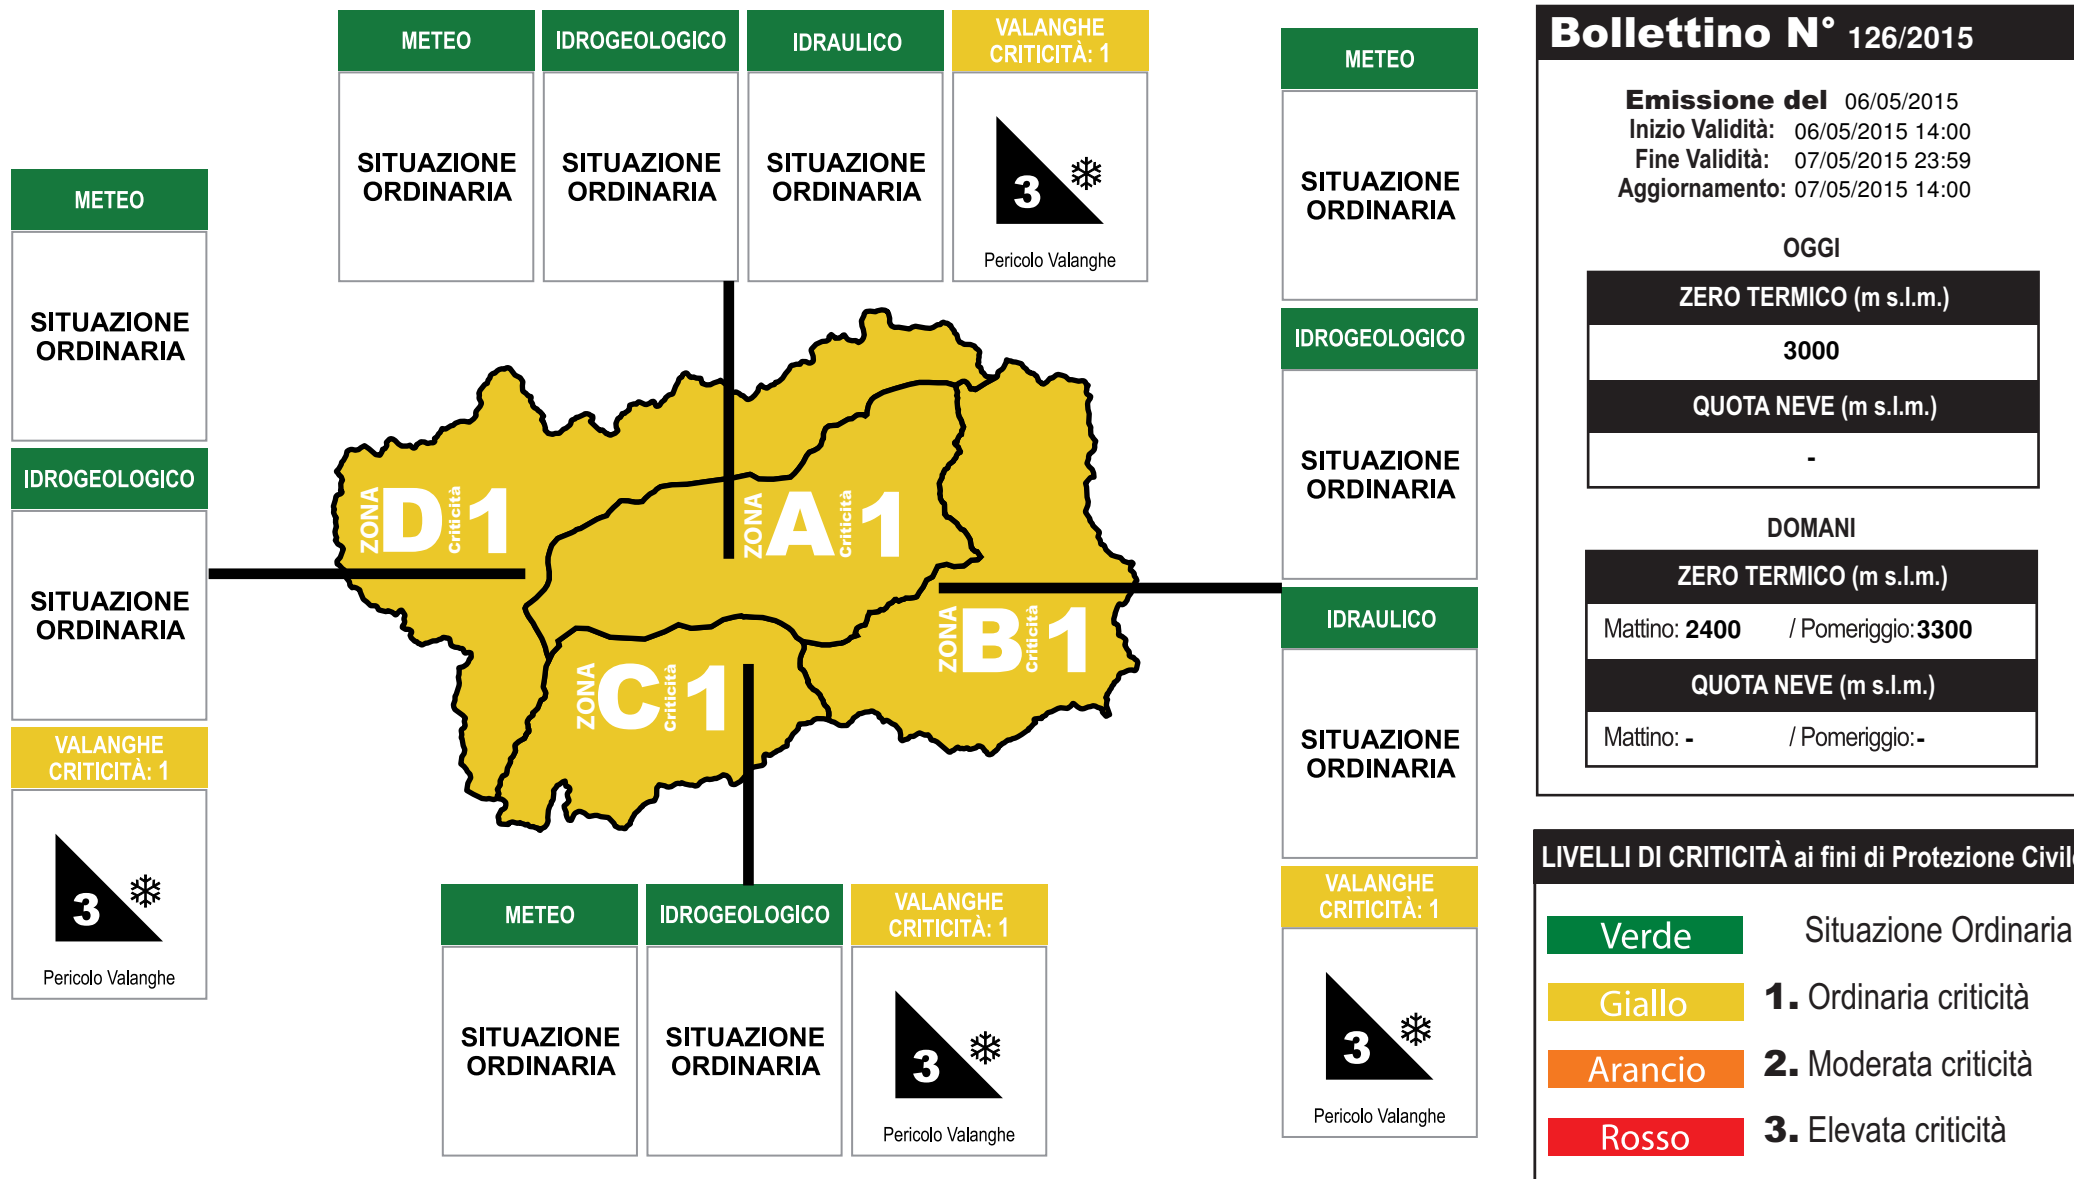 METEO
SITUAZIONE
ORDINARIA
IDROGEOLOGICO
SITUAZIONE
ORDINARIA
IDRAULICO
SITUAZIONE
ORDINARIA
VALANGHE
CRITICITÀ: 1
3
Pericolo Valanghe
METEO
SITUAZIONE
ORDINARIA
IDROGEOLOGICO
SITUAZIONE
ORDINARIA
VALANGHE
CRITICITÀ: 1
3
Pericolo Valanghe
ZONA D Criticità 1
ZONA A Criticità 1
ZONA B Criticità 1
ZONA C Criticità 1
METEO
SITUAZIONE
ORDINARIA
IDROGEOLOGICO
SITUAZIONE
ORDINARIA
VALANGHE
CRITICITÀ: 1
3
Pericolo Valanghe
METEO
SITUAZIONE
ORDINARIA
IDROGEOLOGICO
SITUAZIONE
ORDINARIA
IDRAULICO
SITUAZIONE
ORDINARIA
VALANGHE
CRITICITÀ: 1
3
Pericolo Valanghe
Bollettino N° 126/2015
Emissione del 06/05/2015
Inizio Validità: 06/05/2015 14:00
Fine Validità: 07/05/2015 23:59
Aggiornamento: 07/05/2015 14:00
OGGI
ZERO TERMICO (m s.l.m.)
3000
QUOTA NEVE (m s.l.m.)
-
DOMANI
ZERO TERMICO (m s.l.m.)
Mattino: 2400 / Pomeriggio: 3300
QUOTA NEVE (m s.l.m.)
Mattino: - / Pomeriggio: -
LIVELLI DI CRITICITÀ ai fini di Protezione Civile
Verde Situazione Ordinaria
Giallo 1. Ordinaria criticità
Arancio 2. Moderata criticità
Rosso 3. Elevata criticità